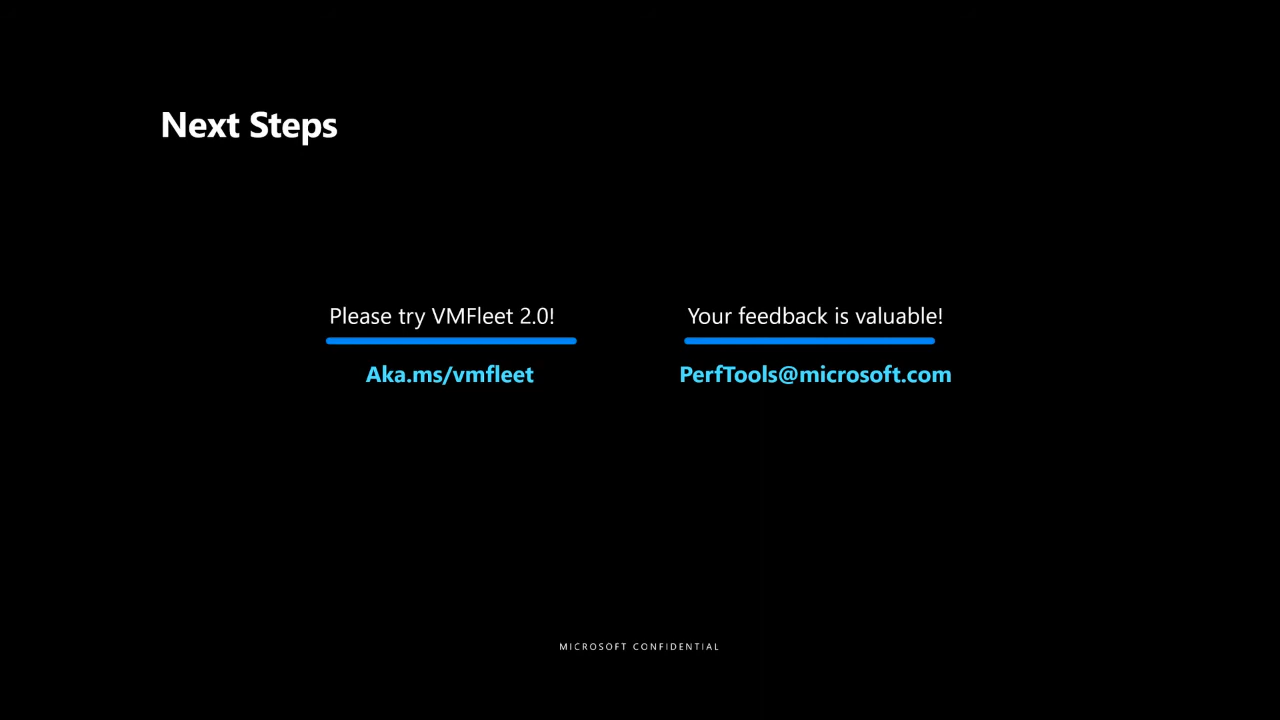 Next Steps
Please try VMFleet 2.0!
Aka.ms/vmfleet
Your feedback is valuable!
PerfTools@microsoft.com
MICROSOFT CONFIDENTIAL